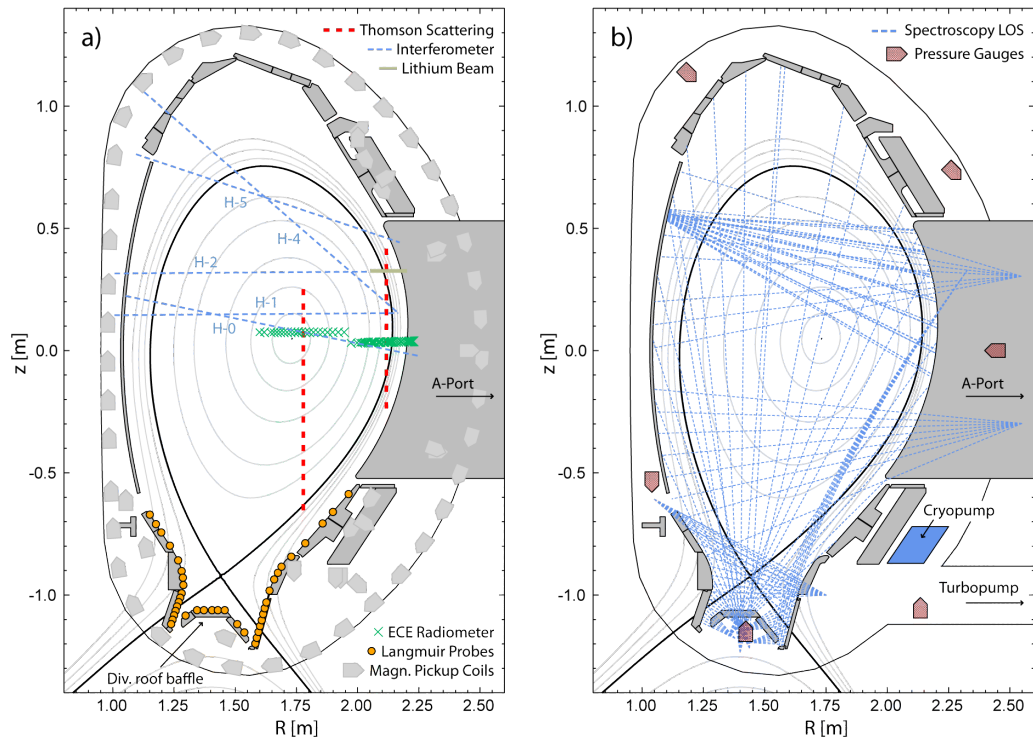 a)
Thomson Scattering
Interferometer
Lithium Beam
H-5
H-4
H-2
H-1
H-0
A-Port
ECE Radiometer
Langmuir Probes
Magn. Pickup Coils
Div. roof baffle
z [m]
1.0
0.5
0.0
-0.5
-1.0
1.00 1.25 1.50 1.75 2.00 2.25 2.50
R [m]
b)
Spectroscopy LOS
Pressure Gauges
A-Port
Cryopump
Turbopump
z [m]
1.0
0.5
0.0
-0.5
-1.0
1.00 1.25 1.50 1.75 2.00 2.25 2.50
R [m]